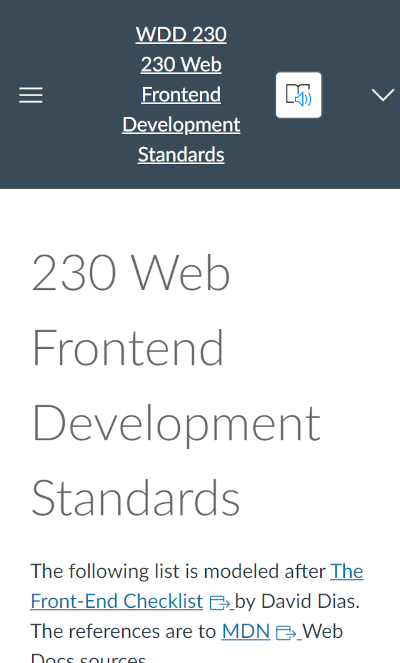 WDD 230
230 Web
Frontend
Development
Standards
230 Web
Frontend
Development
Standards
The following list is modeled after The
Front-End Checklist by David Dias.
The references are to MDN Web
Docs sources